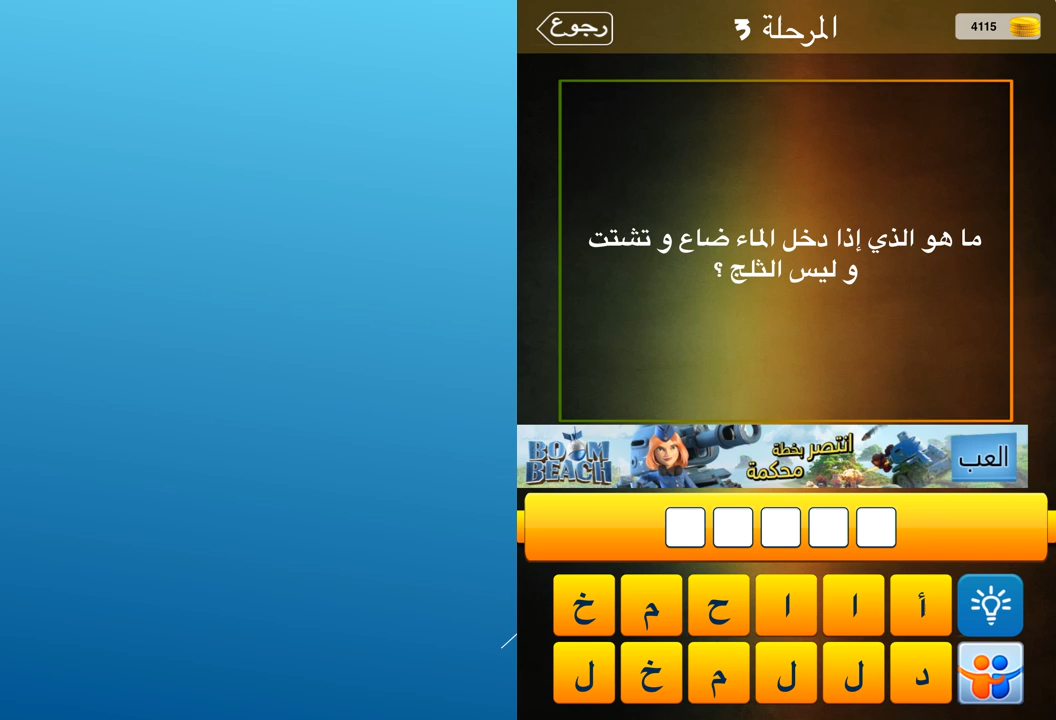 رجوع
المرحلة 3
4115
ما هو الذي إذا دخل الماء ضاع و تشتت
و ليس الثلج ؟
BOOM
BEACH
انتصر بخطة
محكمة
العب
أ ا ا ح م خ
د ل ل م خ ل